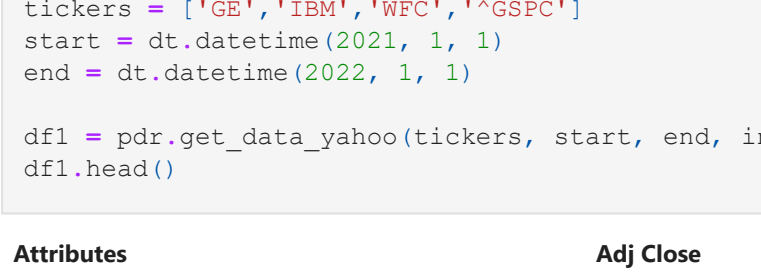 tickers = ['GE','IBM','WFC','^GSPC']
start = dt.datetime(2021, 1, 1)
end = dt.datetime(2022, 1, 1)
df1 = pdr.get_data_yahoo(tickers, start, end,
df1.head()
Attributes Adj Close